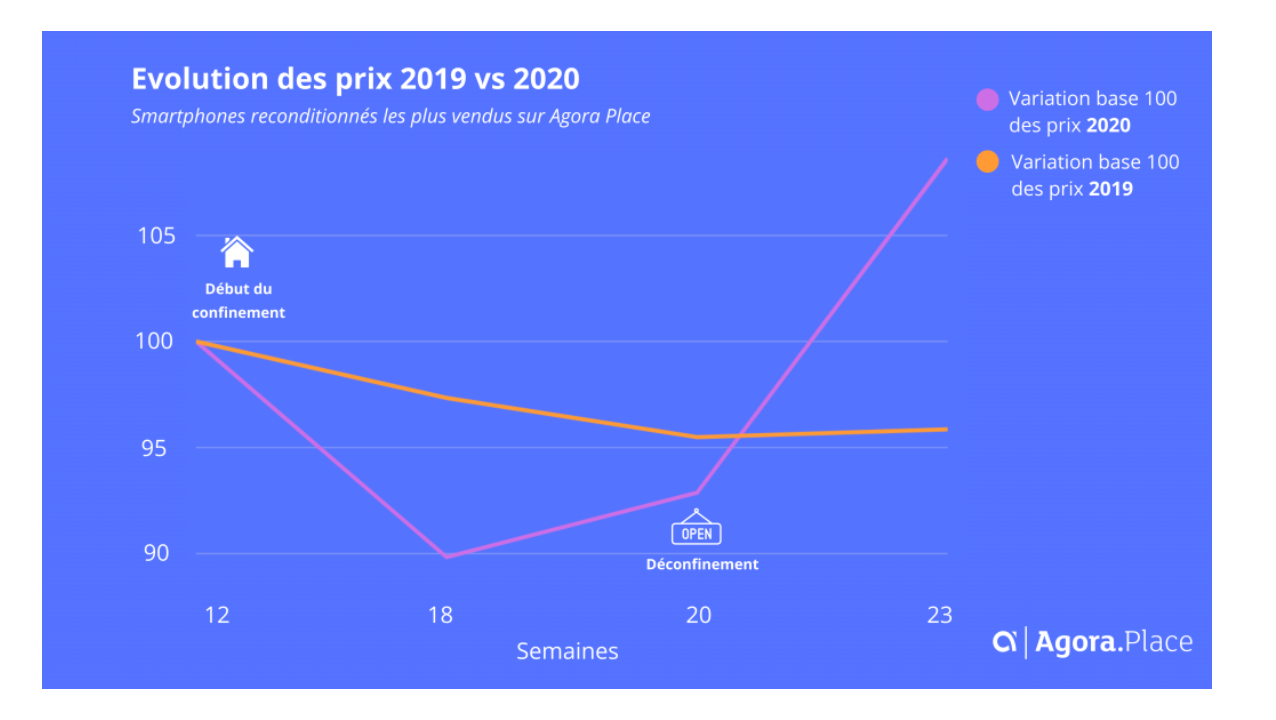 Evolution des prix 2019 vs 2020
Smartphones reconditionnés les plus vendus sur Agora Place
Variation base 100
des prix 2020
Variation base 100
des prix 2019
105
Début du
confinement
100
95
OPEN
90
Déconfinement
12
18
20
23
Semaines
Agora.Place